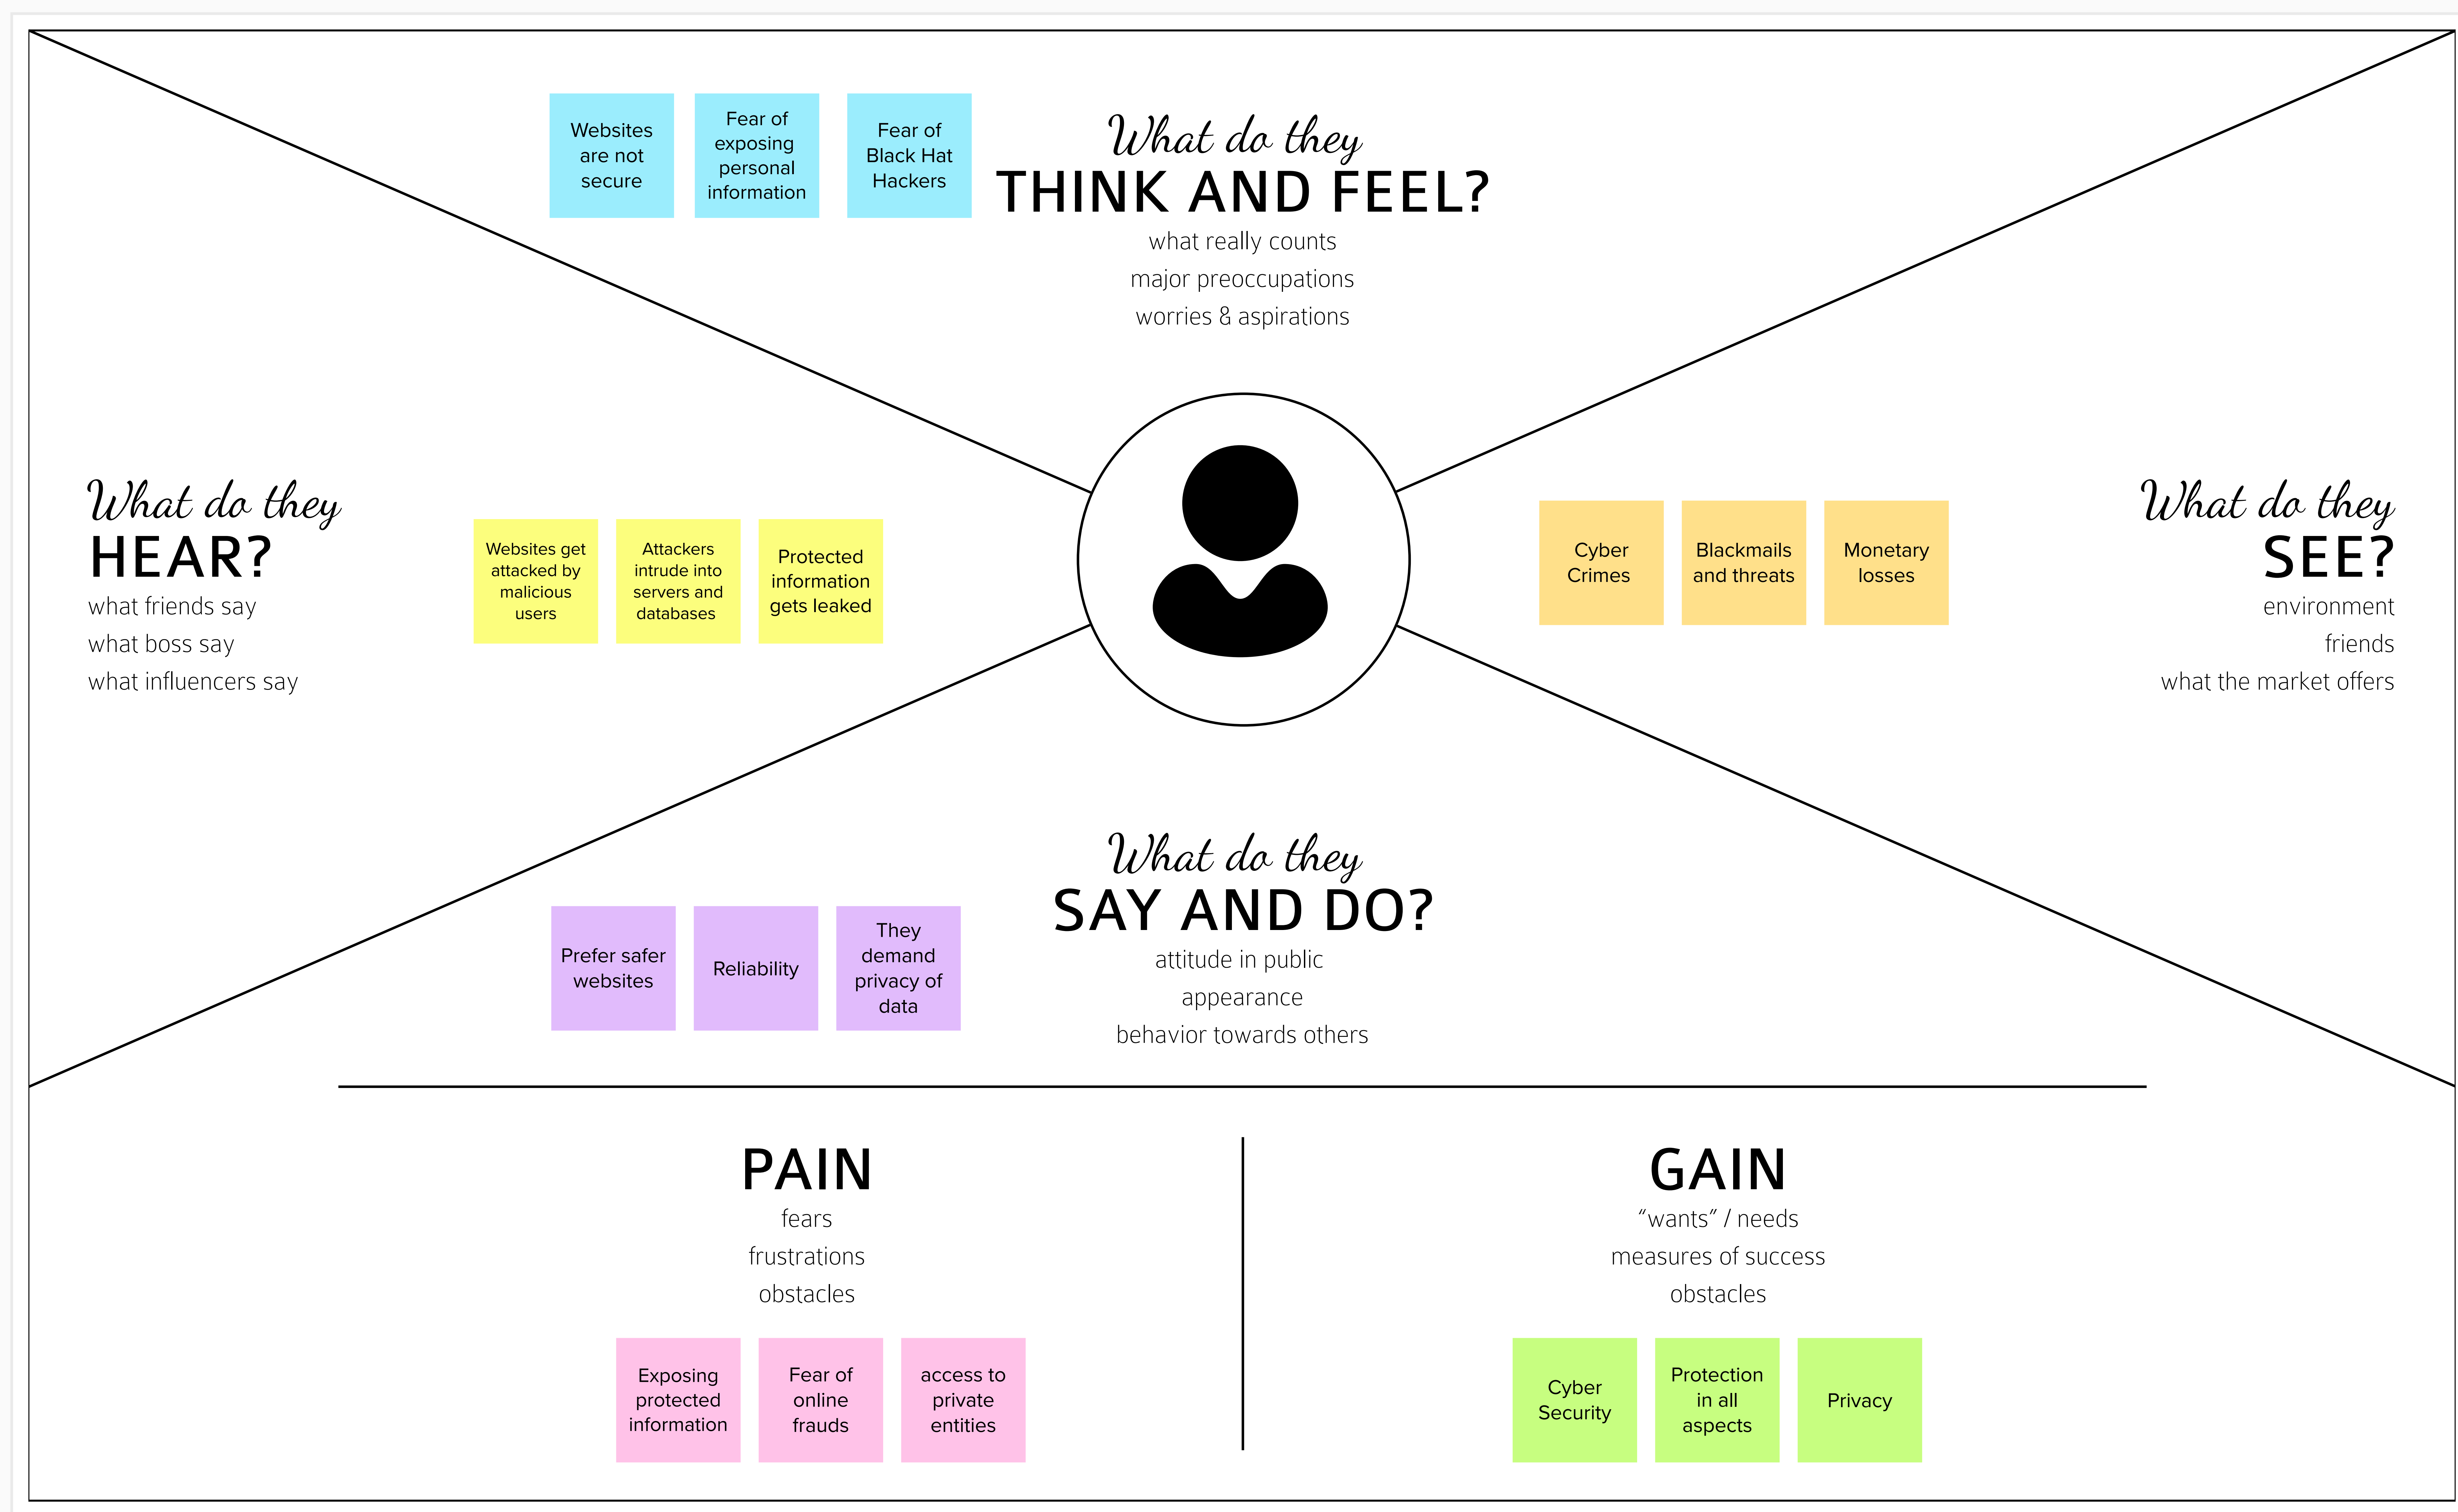 Websites
are not
secure
Fear of
exposing
personal
information
Fear of
Black Hat
Hackers
What do they
THINK AND FEEL?
what really counts
major preoccupations
worries & aspirations
What do they
HEAR?
what friends say
what boss say
what influencers say
Websites get
attacked by
malicious
users
Attackers
intrude into
servers and
databases
Protected
information
gets leaked
Cyber
Crimes
Blackmails
and threats
Monetary
losses
What do they
SEE?
environment
friends
what the market offers
What do they
SAY AND DO?
attitude in public
appearance
behavior towards others
Prefer safer
websites
Reliability
They
demand
privacy of
data
PAIN
fears
frustrations
obstacles
Exposing
protected
information
Fear of
online
frauds
access to
private
entities
GAIN
“wants” / needs
measures of success
obstacles
Cyber
Security
Protection
in all
aspects
Privacy